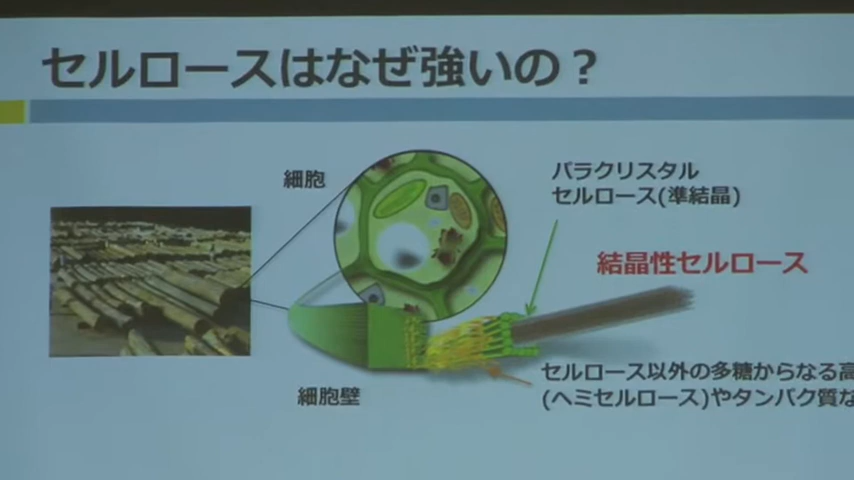 セルロースはなぜ強いの？
細胞
パラクリスタル
セルロース(準結晶)
結晶性セルロース
細胞壁
セルロース以外の多糖からなる高
(ヘミセルロース)やタンパク質な